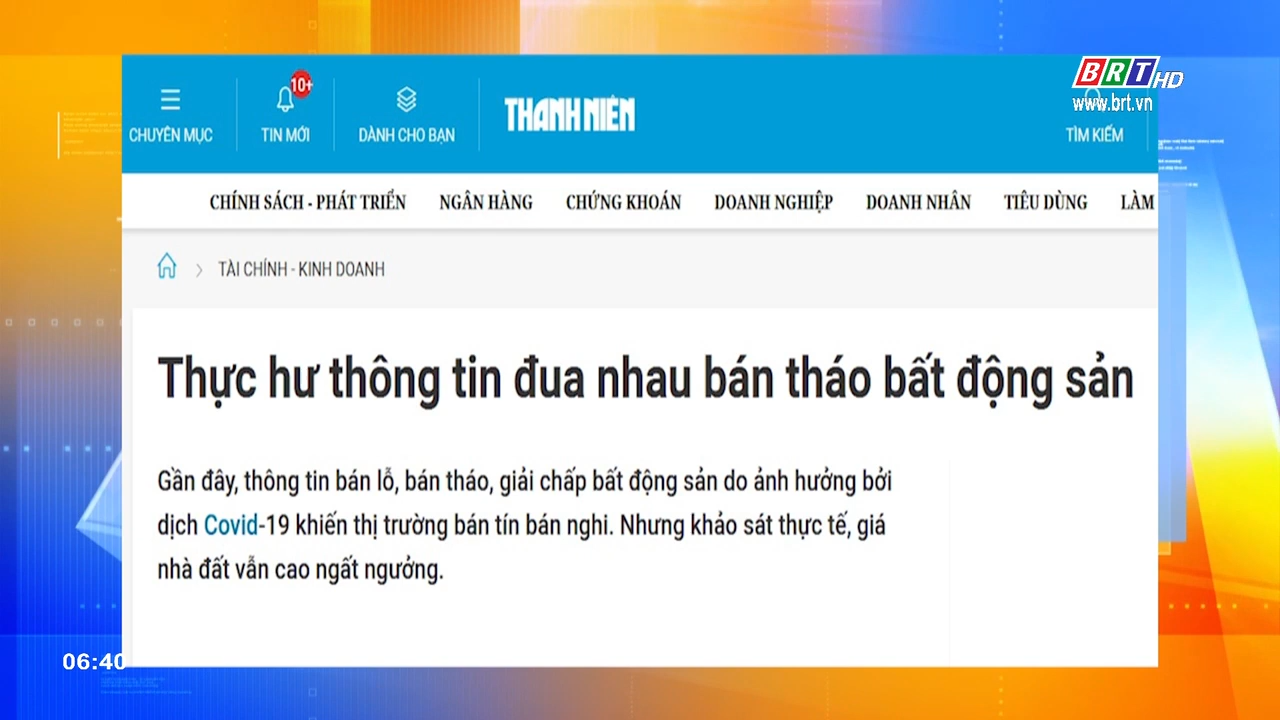 BRT HD
www.brt.vn
10+
CHUYÊN MỤC
TIN MỚI
DÀNH CHO BẠN
THANH NIÊN
TÌM KIẾM
CHÍNH SÁCH - PHÁT TRIỂN NGÂN HÀNG CHỨNG KHOÁN DOANH NGHIỆP DOANH NHÂN TIÊU DÙNG LÀM
TÀI CHÍNH - KINH DOANH
Thực hư thông tin đua nhau bán tháo bất động sản
Gần đây, thông tin bán lỗ, bán tháo, giải chấp bất động sản do ảnh hưởng bởi
dịch Covid-19 khiến thị trường bán tín bán nghi. Nhưng khảo sát thực tế, giá
nhà đất vẫn cao ngất ngưởng.
06:40